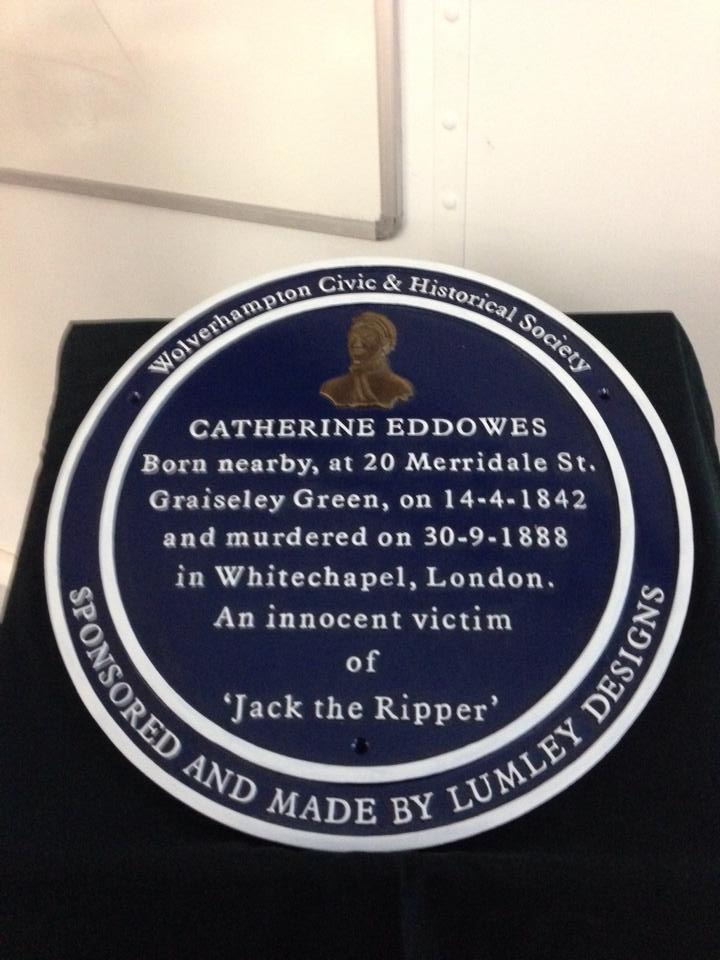 Wolverhampton Civic & Historical Society
CATHERINE EDDOWES
Born nearby, at 20 Merridale St.
Graiseley Green, on 14-4-1842
and murdered on 30-9-1888
in Whitechapel, London.
An innocent victim
of
‘Jack the Ripper’
SPONSORED AND MADE BY LUMLEY DESIGNS